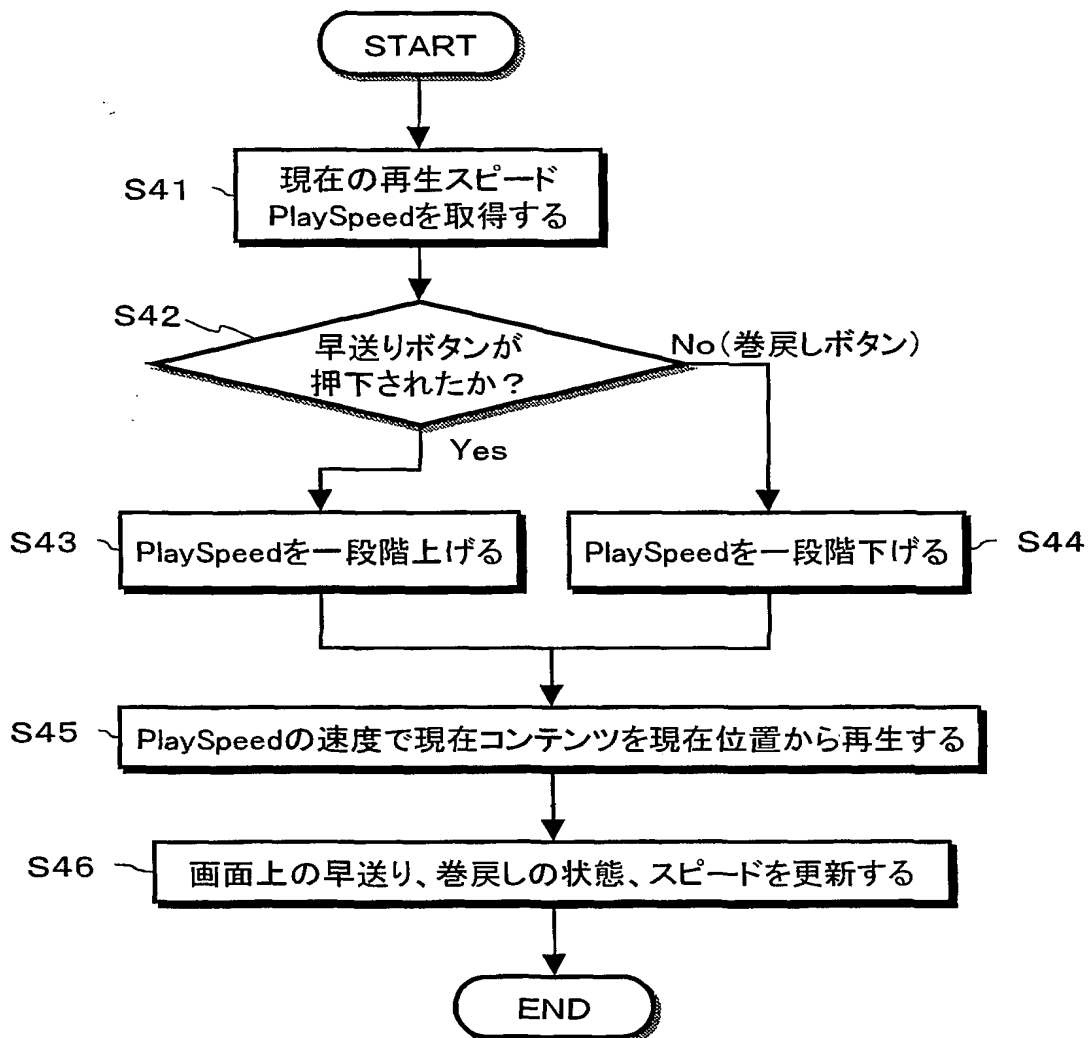 START
S41
現在の再生スピード
PlaySpeedを取得する
S42
早送りボタンが
押下されたか？
No（巻戻しボタン）
Yes
S43
PlaySpeedを一段階上げる
PlaySpeedを一段階下げる
S44
S45
PlaySpeedの速度で現在コンテンツを現在位置から再生する
S46
画面上の早送り、巻戻しの状態、スピードを更新する
END